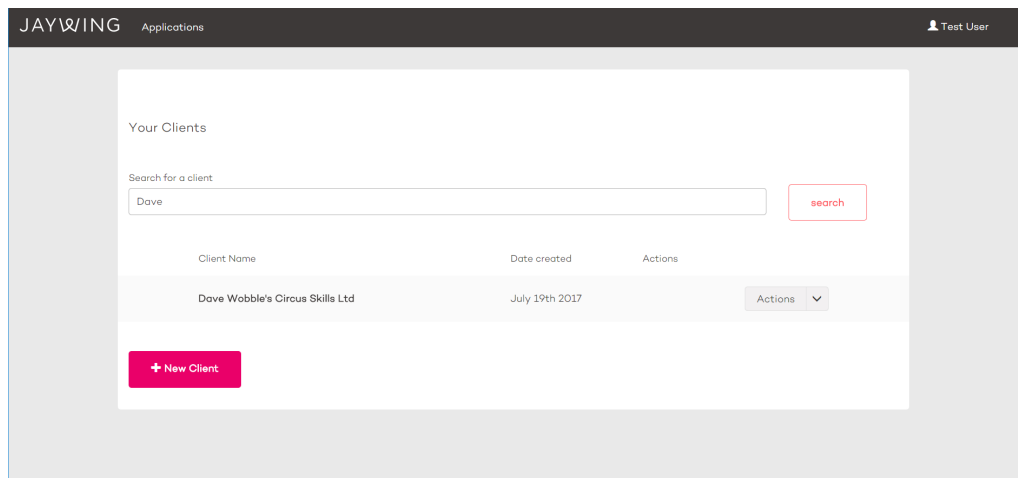 JAYWING Applications Test User
Your Clients
Search for a client
Dave
search
Client Name Date created Actions
Dave Wobble's Circus Skills Ltd July 19th 2017 Actions
New Client